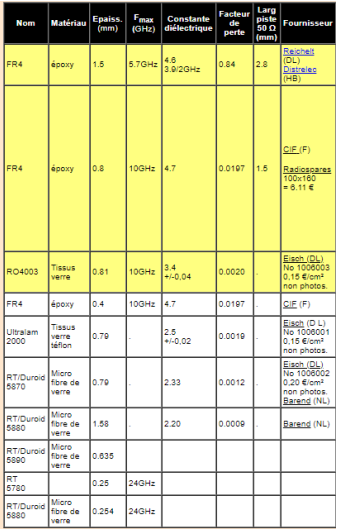 Nom Matériau Epaiss. (mm) Fmax (GHz) Constante diélectrique Facteur de perte Larg piste 50 Ω (mm) Fournisseur
FR4 époxy 1.5 5.7GHz 4.6 3.9/2GHz 0.84 2.8 Reichelt (DL) Distrelec (HB)
FR4 époxy 0.8 10GHz 4.7 0.0197 1.5 CIF (F) Radiospares 100x160 = 6.11 €
RO4003 Tissus verre 0.81 10GHz 3.4 +/-0,04 0.0020 . Eisch (DL) No 1006003 0,15 €/cm² non photos.
FR4 époxy 0.4 10GHz 4.7 0.0197 . CIF (F)
Ultralam 2000 Tissus verre téflon 0.79 . 2.5 +/-0,02 0.0019 . Eisch (D L) No 1006001 0,15 €/cm² non photos.
RT/Duroid 5870 Micro fibre de verre 0.79 . 2.33 0.0012 . Eisch (DL) No 1006002 0,20 €/cm² non photos. Barend (NL)
RT/Duroid 5880 Micro fibre de verre 1.58 . 2.20 0.0009 . Barend (NL)
RT/Duroid 5890 Micro fibre de verre 0.635
RT 5780 0.25 24GHz
RT/Duroid 5880 Micro fibre de verre 0.254 24GHz